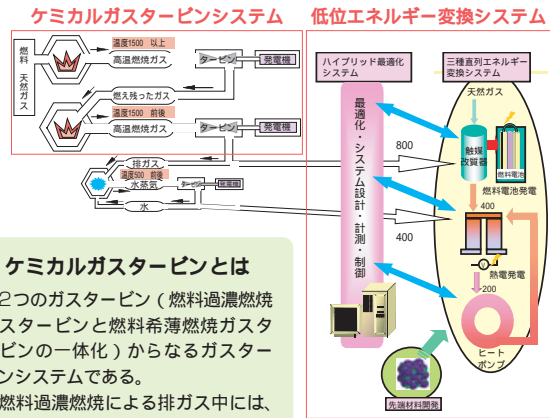 ケミカルガスタービンシステム
低位エネルギー変換システム
燃料 天然ガス
温度1500 以上
高温燃焼ガス
タービン
発電機
燃え残ったガス
温度1500 前後
高温燃焼ガス
タービン
発電機
排ガス
温度500 前後
水蒸気
タービン
水
ハイブリッド最適化
システム
最適化・システム設計・計測・制御
800
400
三種直列エネルギー
変換システム
天然ガス
触媒
改質器
燃料電池
燃料電池発電
400
V
熱電発電
200
ヒート
ポンプ
先端材料開発
ケミカルガスタービンとは
2つのガスタービン(燃料過濃燃焼
スタービンと燃料希薄燃焼ガスタ
ビンの一体化)からなるガスター
ンシステムである。
燃料過濃燃焼による排ガス中には、